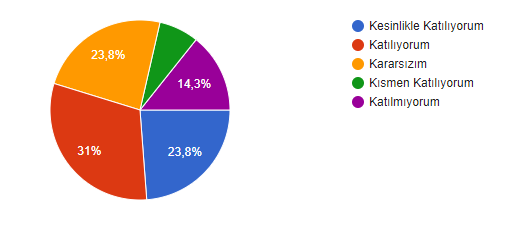 Kesinlikle Katılıyorum
Katılıyorum
Kararsızım
Kısmen Katılıyorum
Katılmıyorum
23,8%
14,3%
31%
23,8%